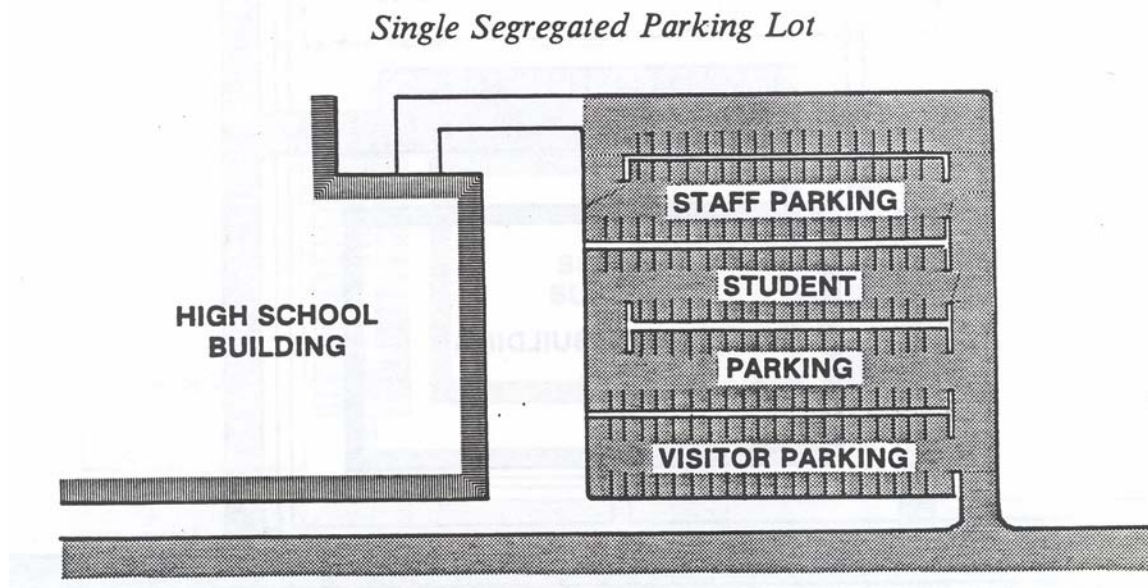 Single Segregated Parking Lot
STAFF PARKING
STUDENT
HIGH SCHOOL
BUILDING
PARKING
VISITOR PARKING